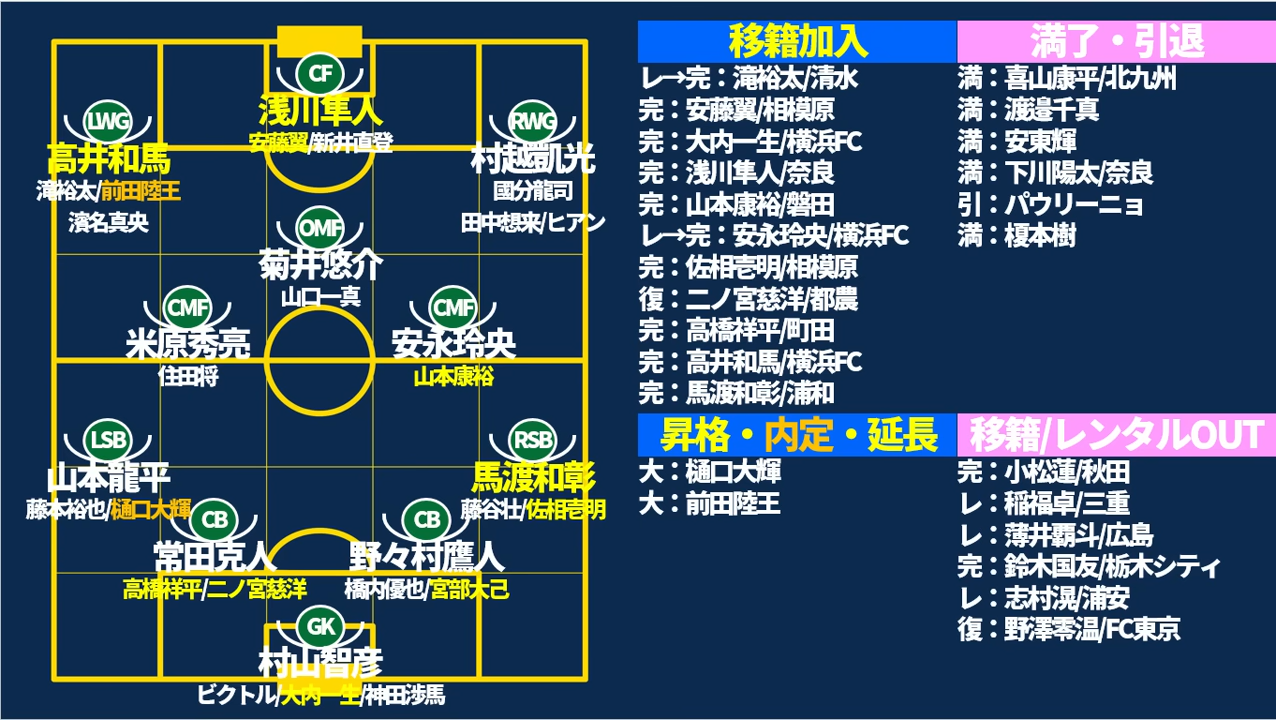 CF
浅川隼人
安藤翼/新井直登
LWG
高井和馬
滝裕太/前田陸王
濱名真央
RWG
村越凱光
國分龍司
田中想来/ヒアン
OMF
菊井悠介
山口一真
CMF
米原秀亮
住田将
CMF
安永玲央
山本康裕
LSB
山本龍平
藤本裕也/樋口大輝
RSB
馬渡和彰
藤谷壮/佐相壱明
CB
常田克人
高橋祥平/二ノ宮慈洋
CB
野々村鷹人
橋内優也/宮部大己
GK
村山智彦
ビクトル/大内一生/神田渉馬
移籍加入
レ→完：滝裕太/清水
完：安藤翼/相模原
完：大内一生/横浜FC
完：浅川隼人/奈良
完：山本康裕/磐田
レ→完：安永玲央/横浜FC
完：佐相壱明/相模原
復：二ノ宮慈洋/都農
完：高橋祥平/町田
完：高井和馬/横浜FC
完：馬渡和彰/浦和
満了・引退
満：喜山康平/北九州
満：渡邉千真
満：安東輝
満：下川陽太/奈良
引：パウリーニョ
満：榎本樹
昇格・内定・延長
大：樋口大輝
大：前田陸王
移籍/レンタルOUT
完：小松蓮/秋田
レ：稲福卓/三重
レ：薄井覇斗/広島
完：鈴木国友/栃木シティ
レ：志村滉/浦安
復：野澤零温/FC東京